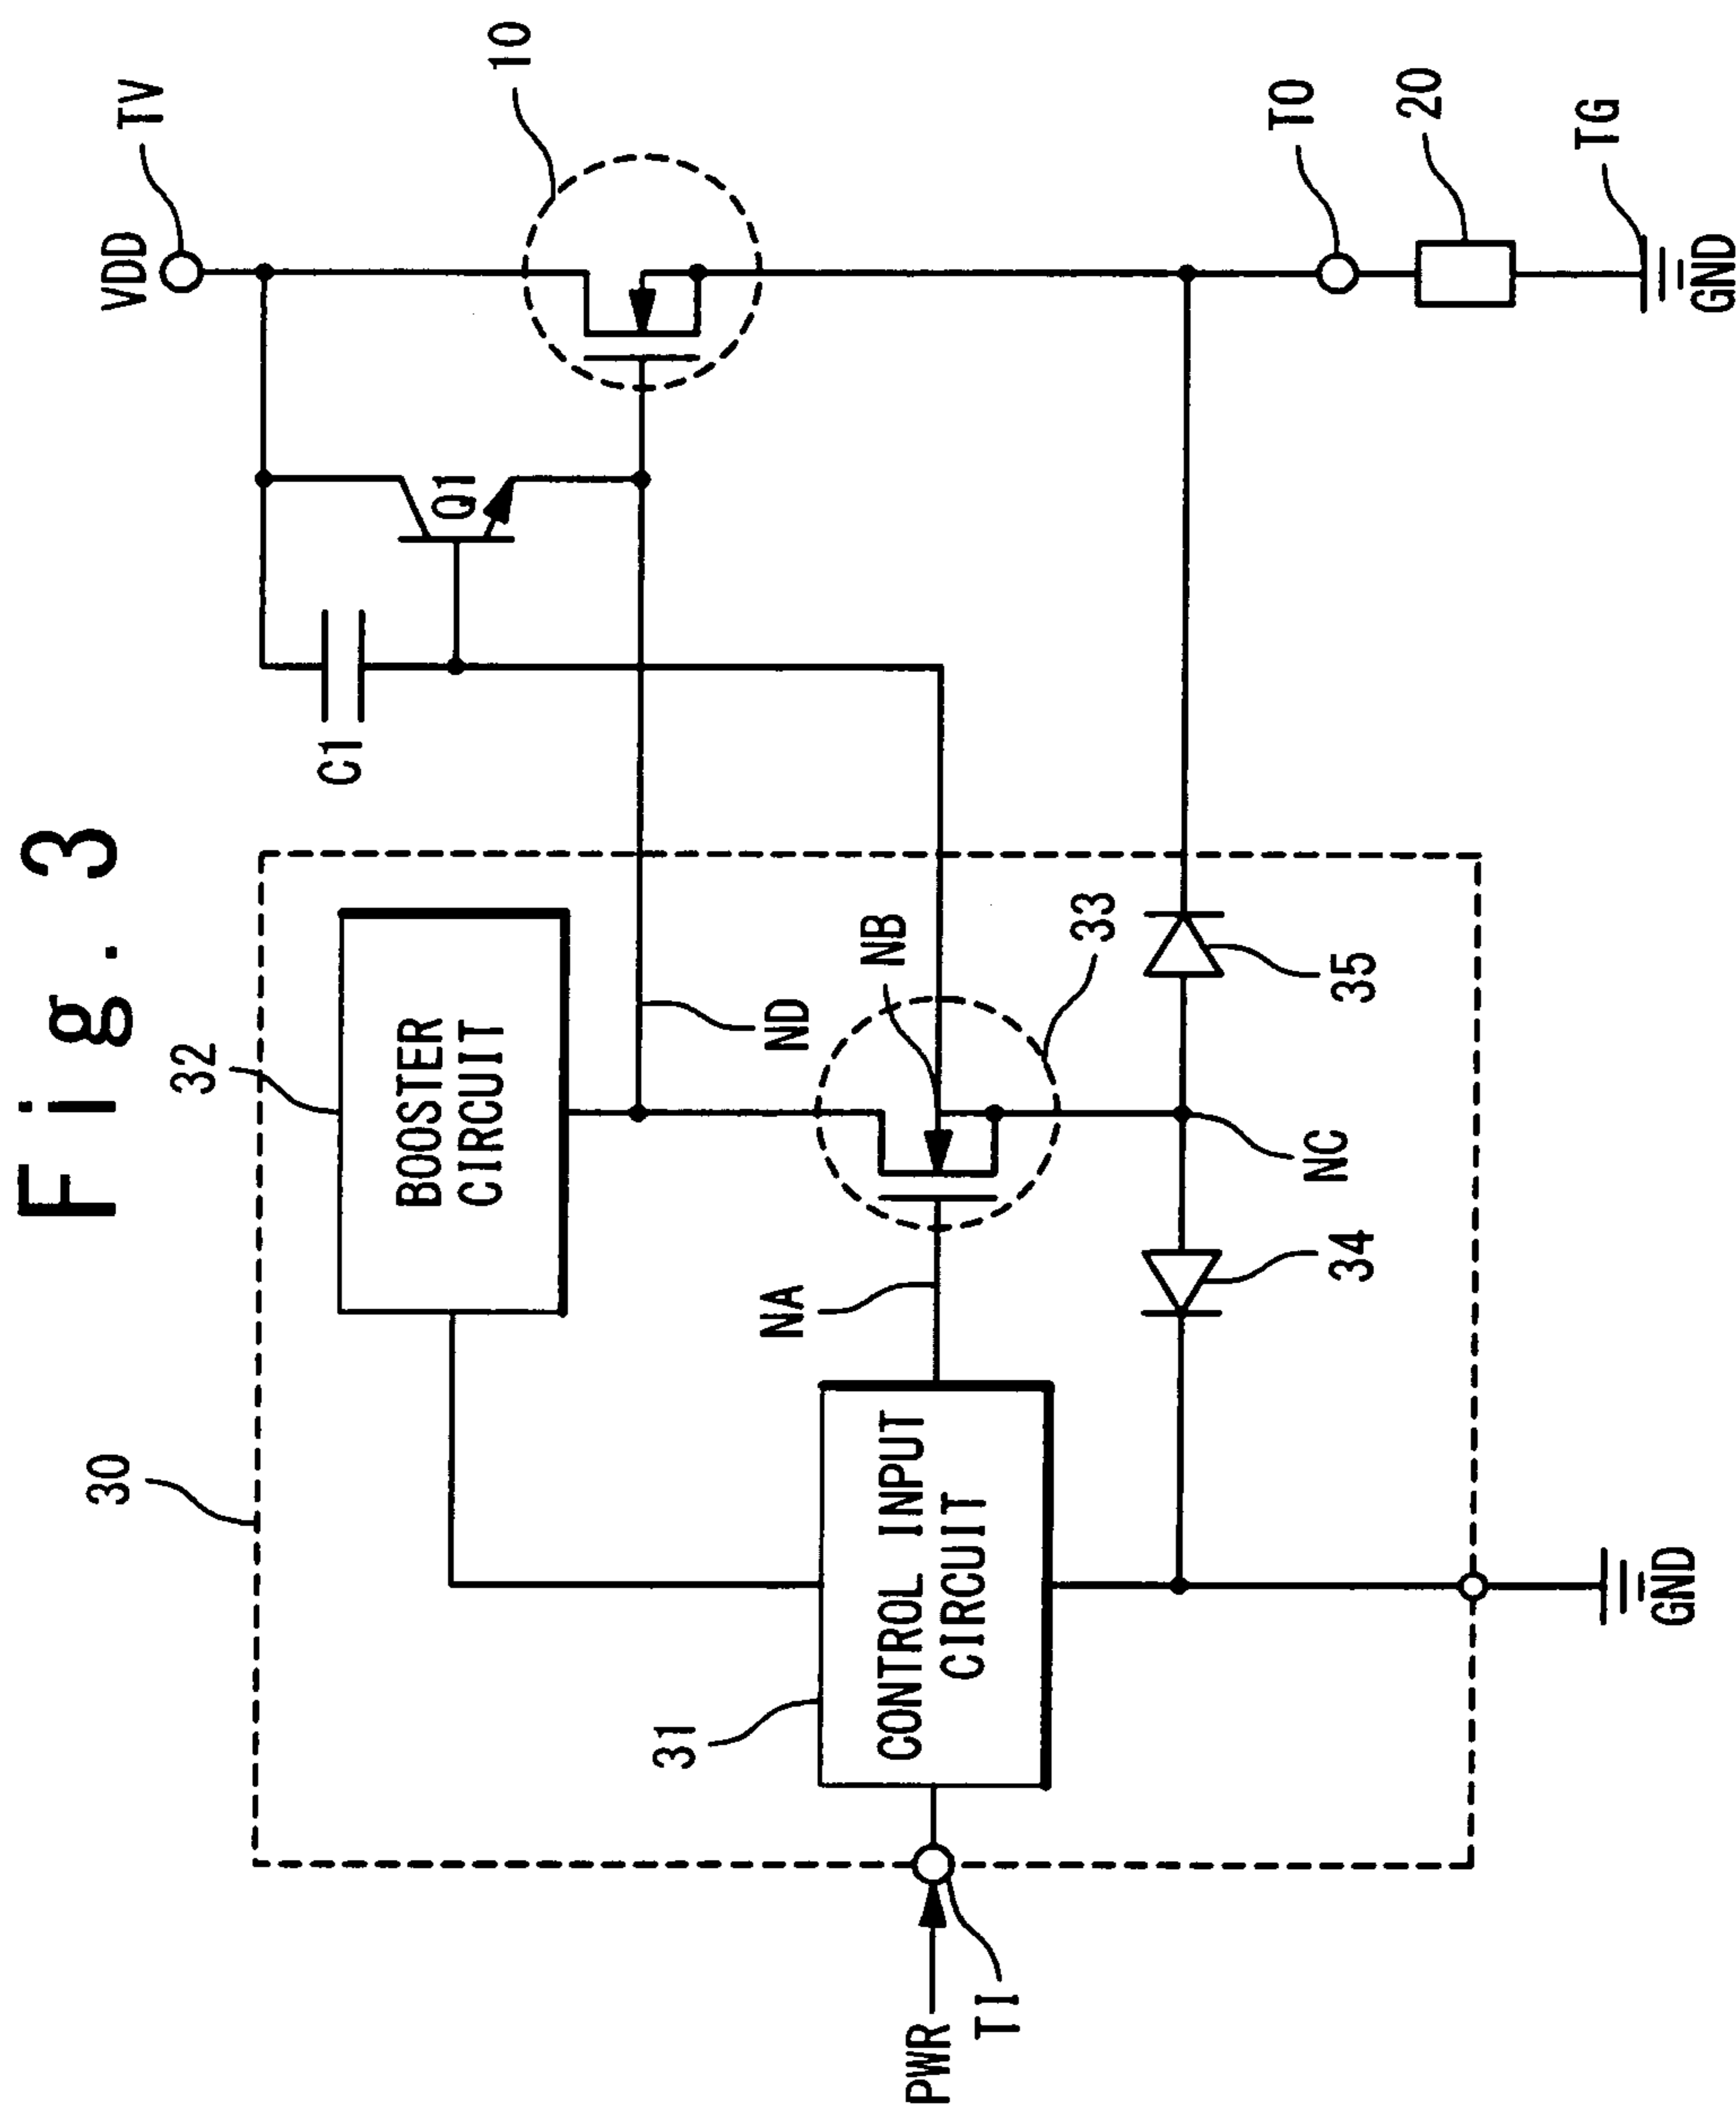 Fig. 3
30
32
BOOSTER
CIRCUIT
C1
Q1
VDD
TV
10
ND
NA
NB
33
31
CONTROL INPUT
CIRCUIT
PWR
TI
34
NC
35
TO
20
TG
GND
GND